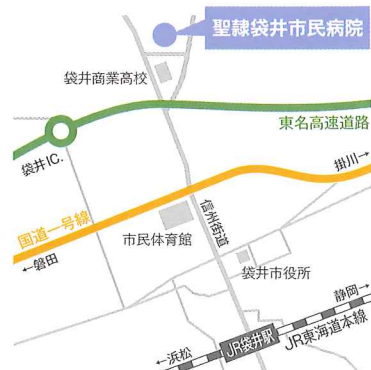 聖隷袋井市民病院
袋井商業高校
東名高速道路
袋井IC.
掛川→
国道一号線
信州街道
市民体育館
←磐田
袋井市役所
静岡→
JR袋井駅
JR東海道本線
←浜松